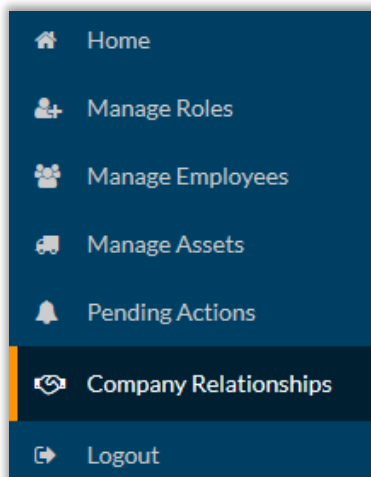 Home
Manage Roles
Manage Employees
Manage Assets
Pending Actions
Company Relationships
Logout